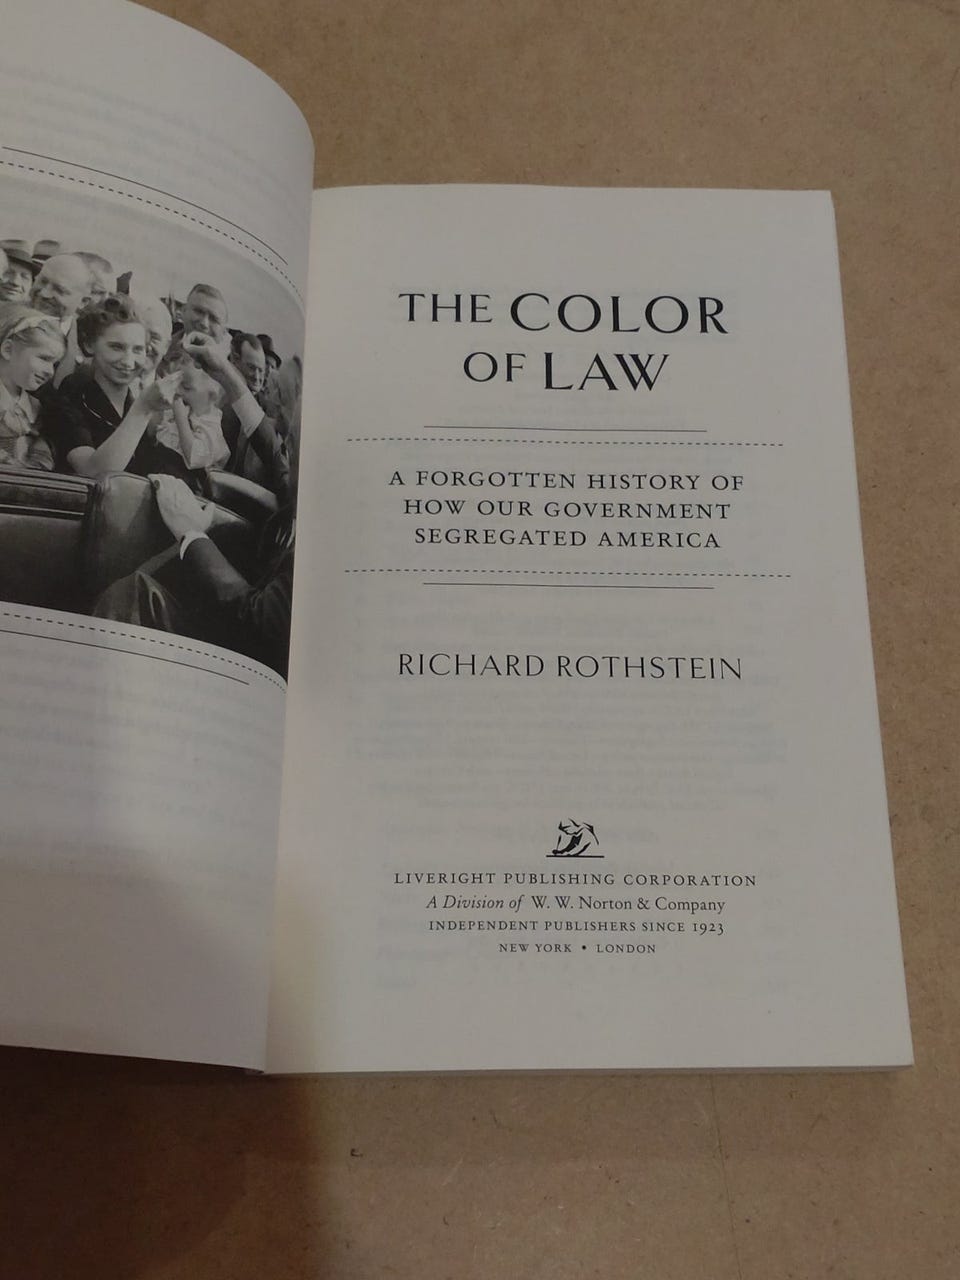 THE COLOR
OF LAW
A FORGOTTEN HISTORY OF
HOW OUR GOVERNMENT
SEGREGATED AMERICA
RICHARD ROTHSTEIN
LIVERIGHT PUBLISHING CORPORATION
A Division of W. W. Norton & Company
INDEPENDENT PUBLISHERS SINCE 1923
NEW YORK • LONDON